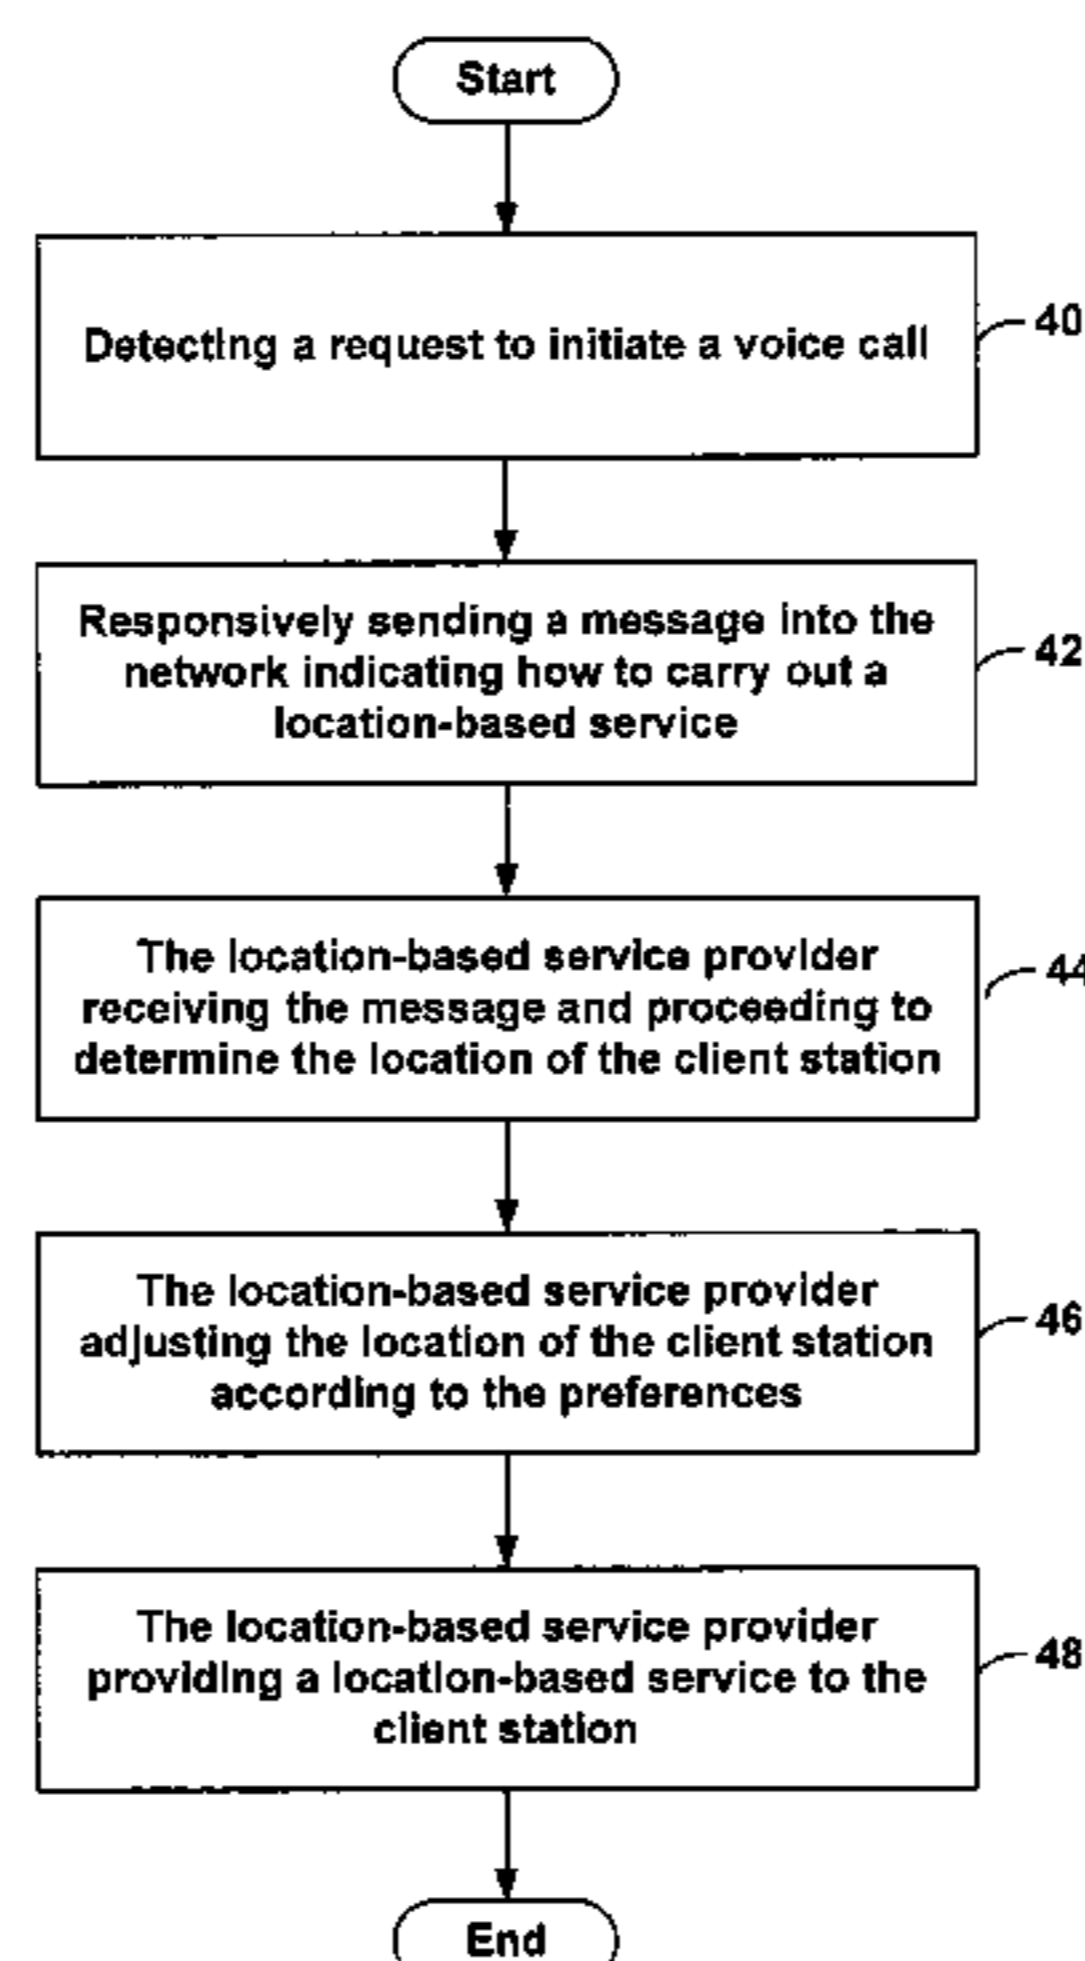 Start
Detecting a request to initiate a voice call
40
Responsively sending a message into the
network indicating how to carry out a
location-based service
42
The location-based service provider
receiving the message and proceeding to
determine the location of the client station
44
The location-based service provider
adjusting the location of the client station
according to the preferences
46
The location-based service provider
providing a location-based service to the
client station
48
End